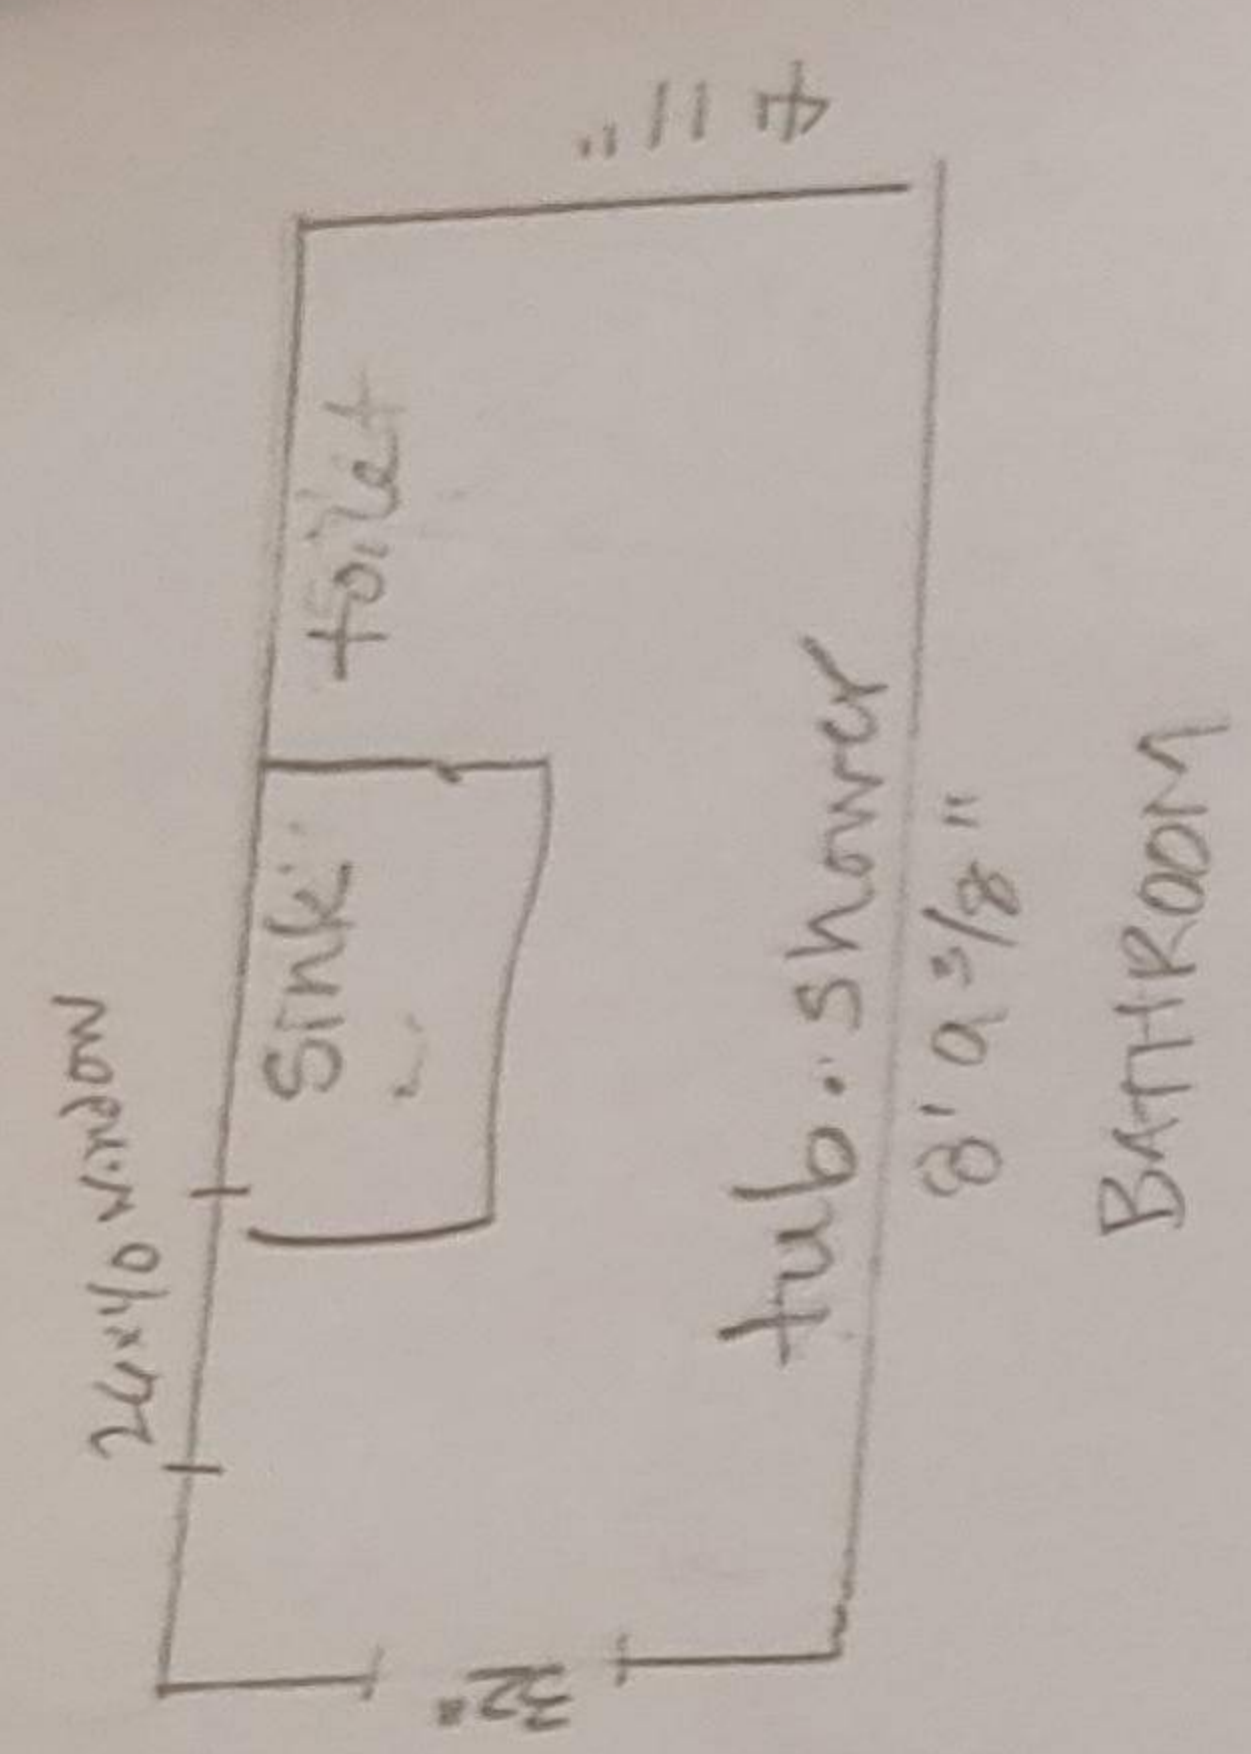 24x40 window
Sink
toilet
4 11"
tub. shower
32"
8' 9 3/8"
BATHROOM